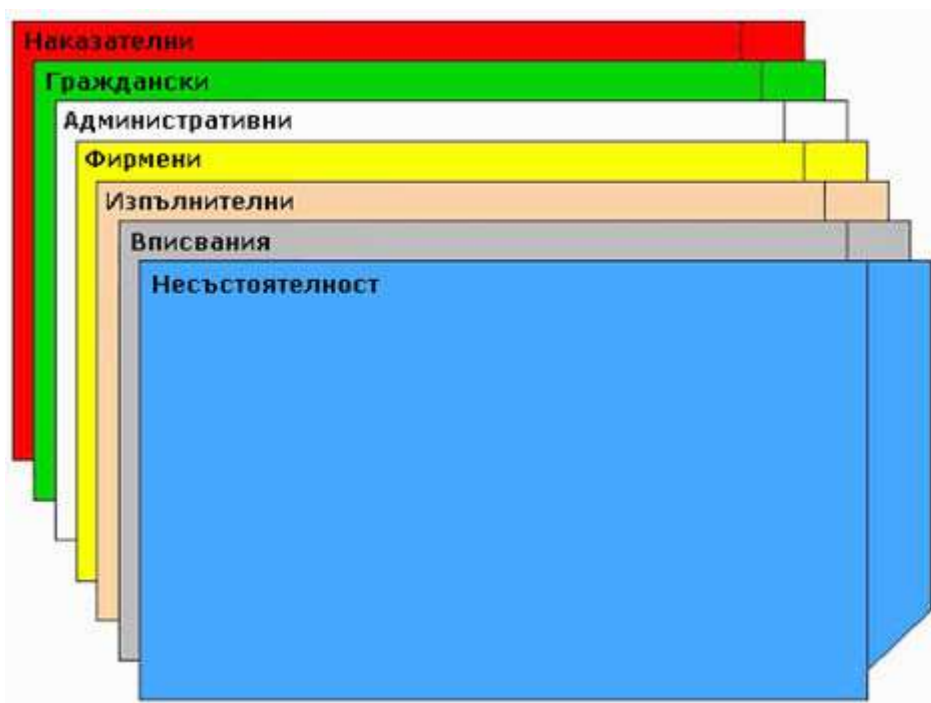 Наказателни
Граждански
Административни
Фирмени
Изпълнителни
Вписвания
Несъстоятелност